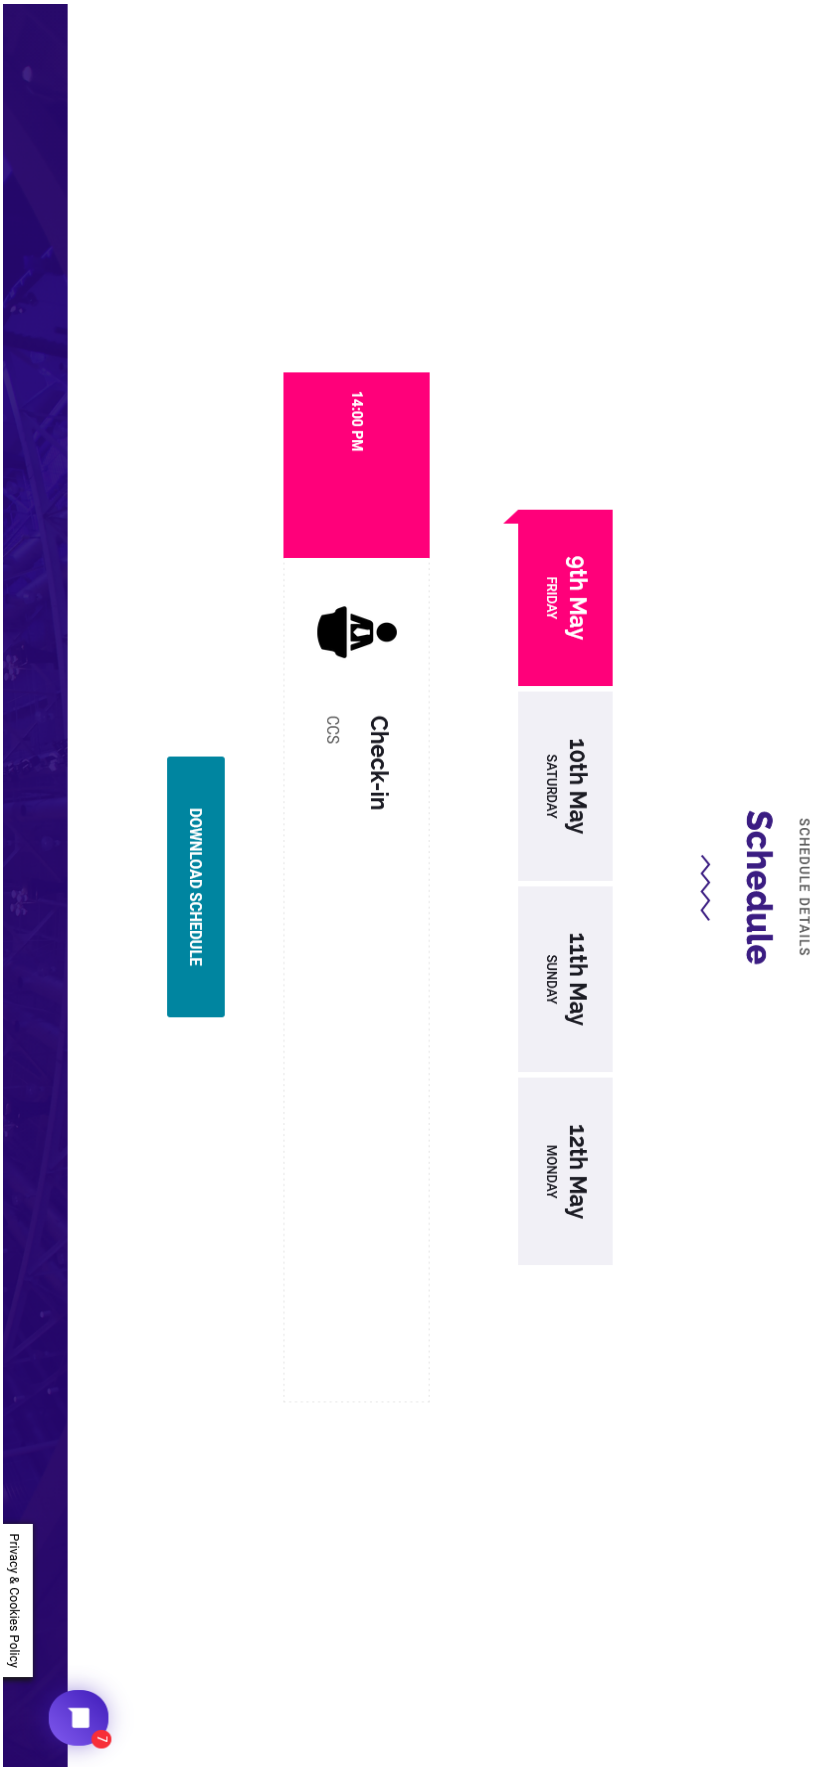 SCHEDULE DETAILS
Schedule
9th May
FRIDAY
10th May
SATURDAY
11th May
SUNDAY
12th May
MONDAY
14:00 PM
Check-in
CCS
DOWNLOAD SCHEDULE
Privacy & Cookies Policy
7